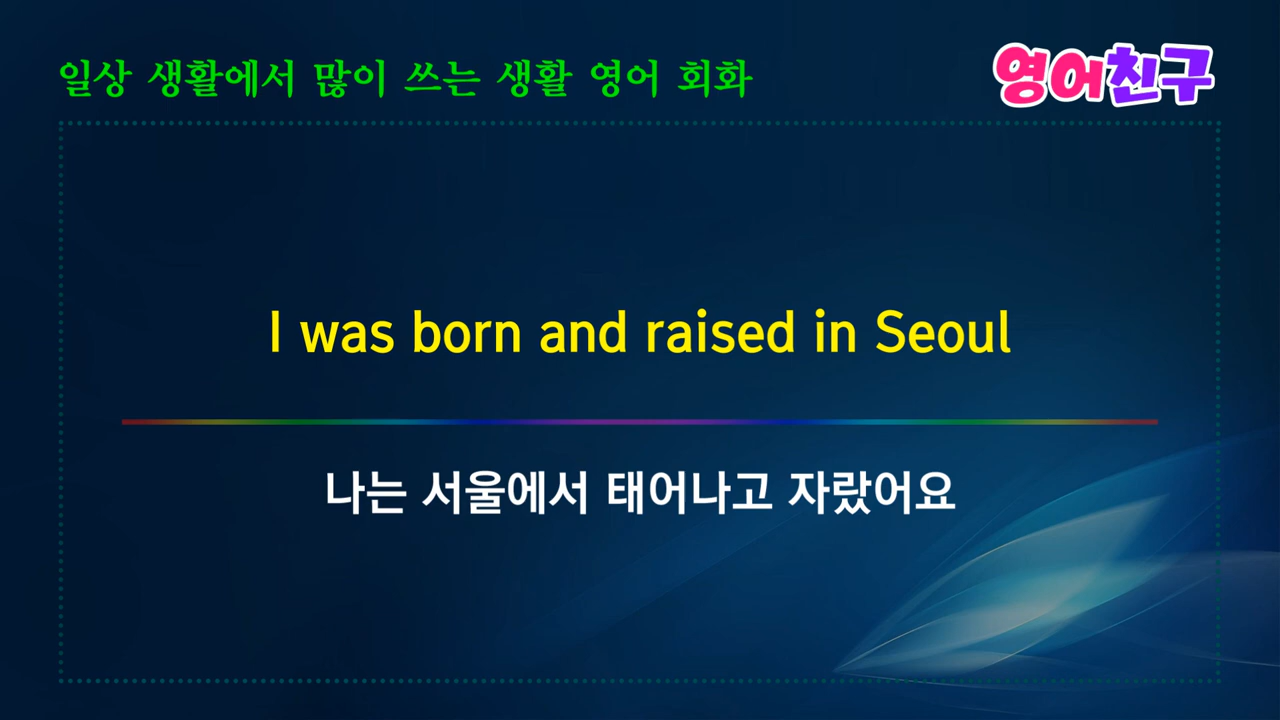 일상 생활에서 많이 쓰는 생활 영어 회화
영어친구
I was born and raised in Seoul
나는 서울에서 태어나고 자랐어요